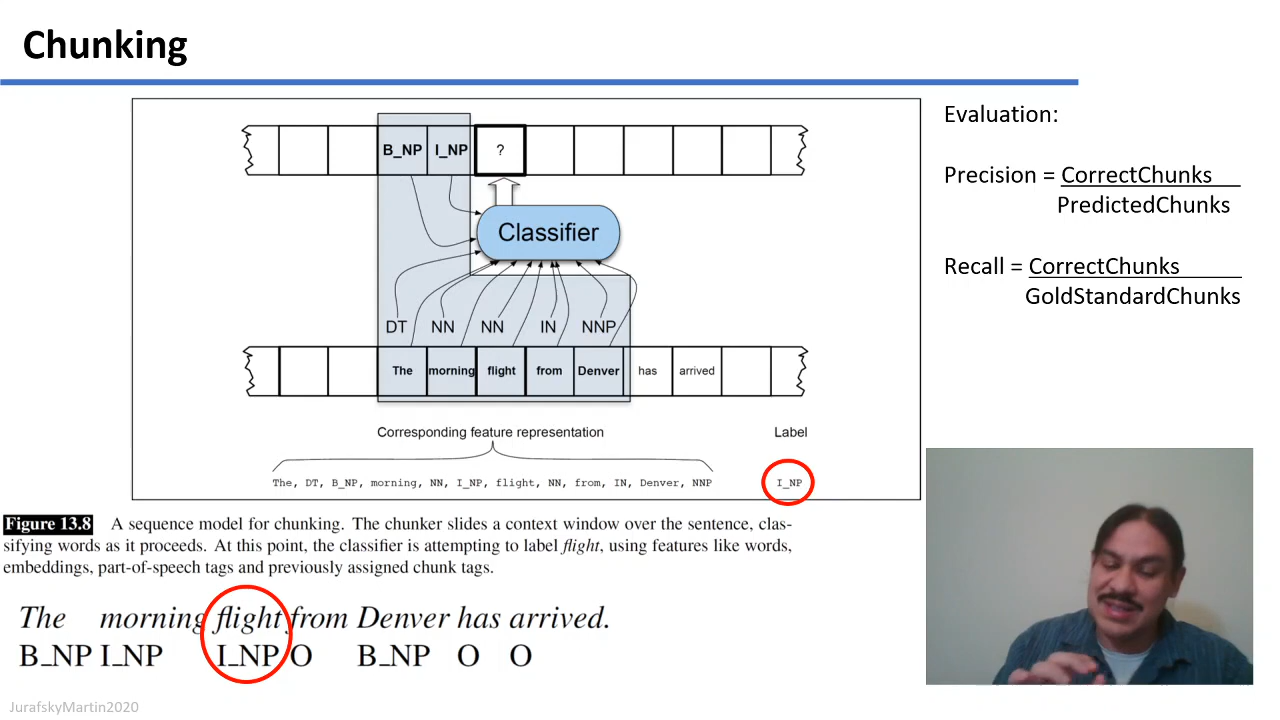 Chunking
B_NP I_NP ?
Classifier
DT NN NN IN NNP
The morning flight from Denver has arrived
Corresponding feature representation Label
The, DT, B_NP, morning, NN, I_NP, flight, NN, from, IN, Denver, NNP I_NP
Figure 13.8 A sequence model for chunking. The chunker slides a context window over the sentence, clas-
sifying words as it proceeds. At this point, the classifier is attempting to label flight, using features like words,
embeddings, part-of-speech tags and previously assigned chunk tags.
The morning flight from Denver has arrived.
B_NP I_NP I_NP O B_NP O O
Evaluation:
Precision = CorrectChunks
PredictedChunks
Recall = CorrectChunks
GoldStandardChunks
JurafskyMartin2020